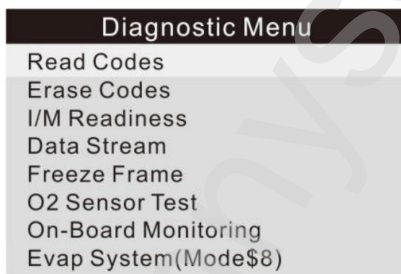 Diagnostic Menu
Read Codes
Erase Codes
I/M Readiness
Data Stream
Freeze Frame
O2 Sensor Test
On-Board Monitoring
Evap System(Mode$8)